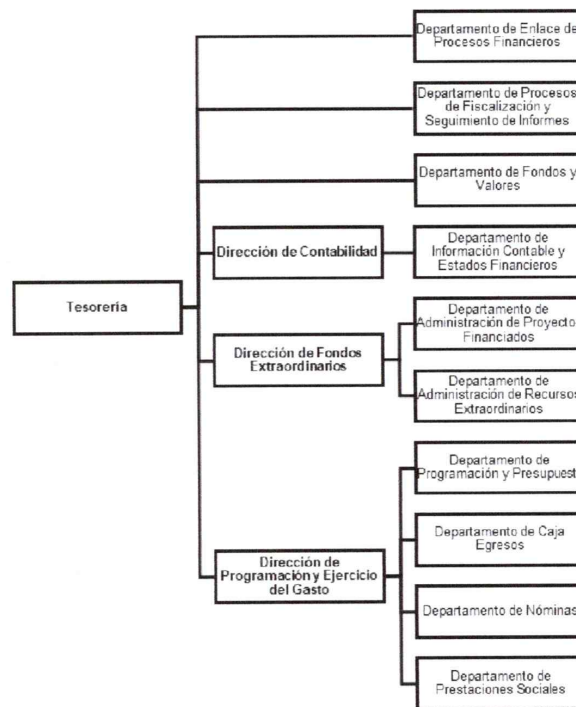 Departamento de Enlace de
Procesos Financieros
Departamento de Procesos
de Fiscalización y
Seguimiento de Informes
Departamento de Fondos y
Valores
Dirección de Contabilidad
Departamento de
Información Contable y
Estados Financieros
Tesorería
Dirección de Fondos
Extraordinarios
Departamento de
Administración de Proyecto
Financiados
Departamento de
Administración de Recursos
Extraordinarios
Dirección de
Programación y Ejercicio
del Gasto
Departamento de
Programación y Presupuest
Departamento de Caja
Egresos
Departamento de Nóminas
Departamento de
Prestaciones Sociales